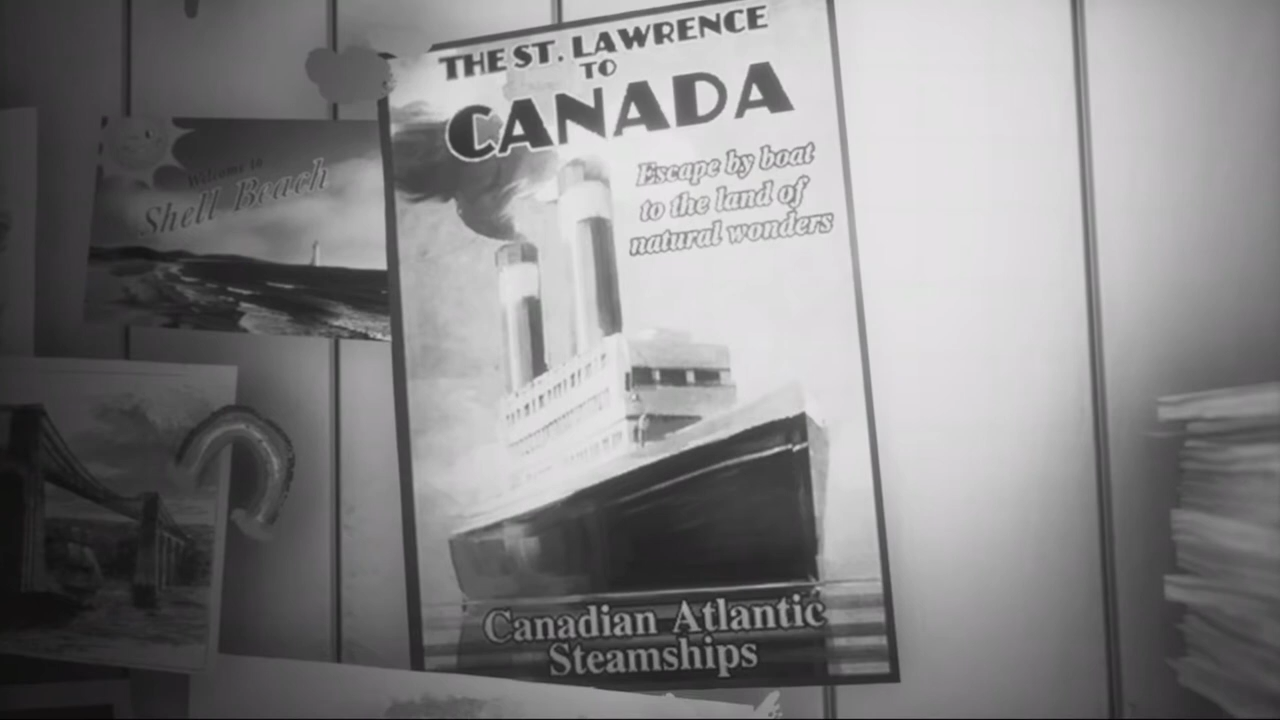 THE ST. LAWRENCE
TO
CANADA
Escape by boat
to the land of
natural wonders
Canadian Atlantic
Steamships
Welcome to
Shell Beach